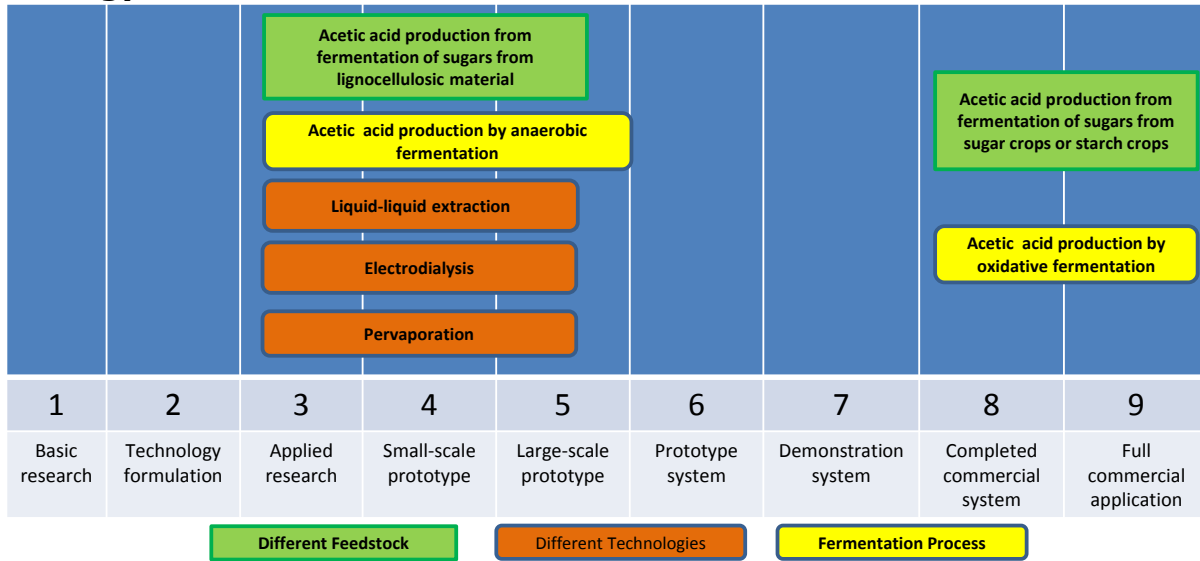 Acetic acid production from
fermentation of sugars from
lignocellulosic material
Acetic acid production from
fermentation of sugars from
sugar crops or starch crops
Acetic acid production by anaerobic
fermentation
Liquid-liquid extraction
Acetic acid production by
oxidative fermentation
Electrodialysis
Pervaporation
1 2 3 4 5 6 7 8 9
Basic
research
Technology
formulation
Applied
research
Small-scale
prototype
Large-scale
prototype
Prototype
system
Demonstration
system
Completed
commercial
system
Full
commercial
application
Different Feedstock
Different Technologies
Fermentation Process